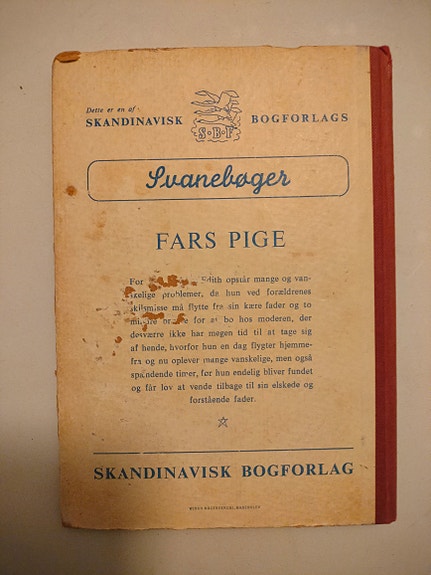 Dette er en af
SKANDINAVISK BOGFORLAGS
S·B·F
Svanebøger
FARS PIGE
For Edith opstår mange og van-
skelige problemer, da hun ved forældrenes
skilsmisse må flytte fra sin kære fader og to
for at bo hos moderen, der
desværre ikke har megen tid til at tage sig
af hende, hvorfor hun en dag flygter hjemme-
fra og nu oplever mange vanskelige, men også
spændende timer, før hun endelig bliver fundet
og får lov at vende tilbage til sin elskede og
forstående fader.
SKANDINAVISK BOGFORLAG